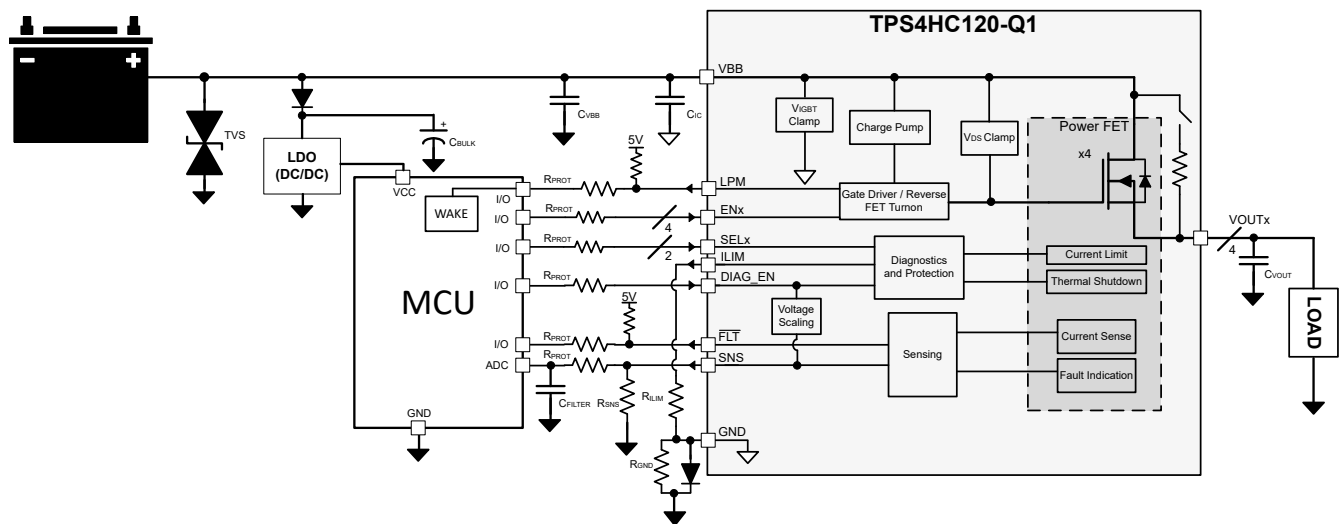 TPS4HC120-Q1
−
+
VBB
TVS
LDO
(DC/DC)
CBULK
CVBB
CIC
VIGBT
Clamp
Charge Pump
VDS Clamp
Power FET
x4
5V
VCC
WAKE
I/O
RPROT
LPM
I/O
RPROT
4
ENx
Gate Driver / Reverse
FET Turnon
I/O
RPROT
2
SELx
ILIM
I/O
RPROT
DIAG_EN
Diagnostics
and Protection
Current Limit
Thermal Shutdown
VOUTx
4
CVOUT
LOAD
MCU
5V
Voltage
Scaling
I/O
RPROT
FLT
ADC
RPROT
SNS
Sensing
Current Sense
Fault Indication
CFILTER
RSNS
RILIM
GND
GND
RGND